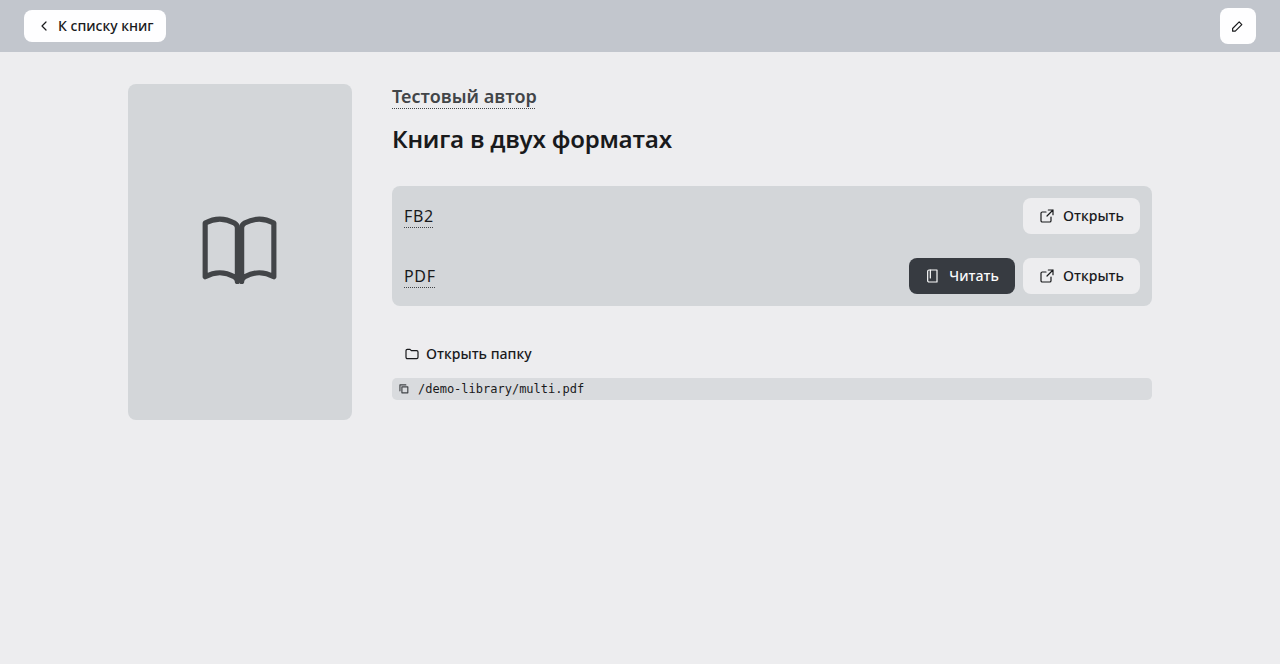 К списку книг
Тестовый автор
Книга в двух форматах
FB2
Открыть
PDF
Читать
Открыть
Открыть папку
/demo-library/multi.pdf